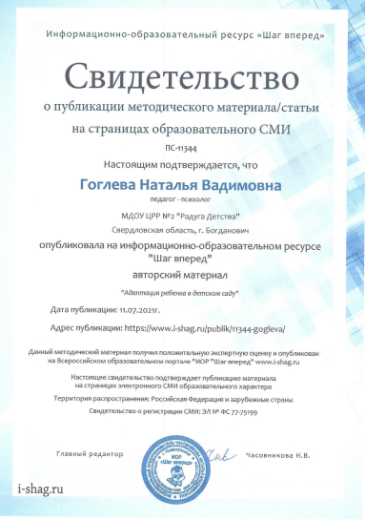 Информационно-образовательный ресурс «Шаг вперед»
Свидетельство
о публикации методического материала/статьи
на страницах образовательного СМИ
ПС-11344
Настоящим подтверждается, что
Гоглева Наталья Вадимовна
педагог - психолог
МДОУ ЦРР №2 "Радуга Детства"
Свердловская область, г. Богданович
опубликовала на информационно-образовательном ресурсе
"Шаг вперед"
авторский материал
"Адаптация ребенка в детском саду"
Дата публикации: 11.07.2021г.
Адрес публикации: https://www.i-shag.ru/publik/11344-gogleva/
Данный методический материал получил положительную экспертную оценку и опубликован
на Всероссийском образовательном портале "ИОР "Шаг вперед" www.i-shag.ru
Настоящее свидетельство подтверждает публикацию материала
на страницах электронного СМИ образовательного характера
Территория распространения: Российская Федерация и зарубежные страны
Свидетельство о регистрации СМИ: ЭЛ № ФС 77-75199
Главный редактор
ИОР
«Шаг вперед»
Часовникова Н.В.
i-shag.ru